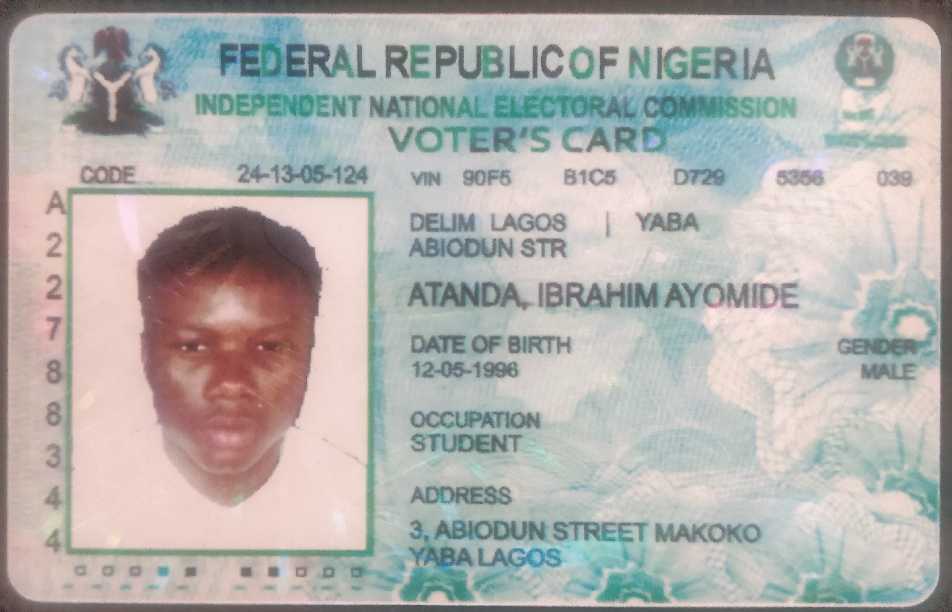 FEDERAL REPUBLIC OF NIGERIA
INDEPENDENT NATIONAL ELECTORAL COMMISSION
VOTER'S CARD
CODE 24-13-05-124 VIN 90F5 B1C5 D729 5356 039
DELIM LAGOS | YABA
ABIODUN STR
ATANDA, IBRAHIM AYOMIDE
DATE OF BIRTH GENDER
12-05-1996 MALE
OCCUPATION
STUDENT
ADDRESS
3, ABIODUN STREET MAKOKO
YABA LAGOS
A
2
2
7
8
8
3
4
4